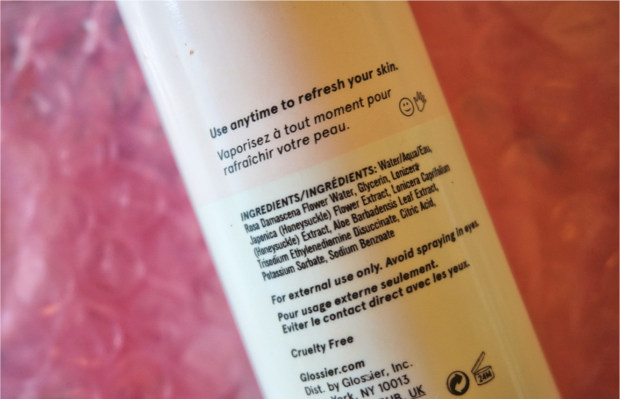 Use anytime to refresh your skin.
Vaporisez à tout moment pour
rafraîchir votre peau.
INGREDIENTS/INGRÉDIENTS: Water/Aqua/Eau,
Rosa Damascena Flower Water, Glycerin, Lonicera
Japonica (Honeysuckle) Flower Extract, Lonicera Caprifolium
(Honeysuckle) Extract, Aloe Barbadensis Leaf Extract,
Trisodium Ethylenediamine Disuccinate, Citric Acid,
Potassium Sorbate, Sodium Benzoate
For external use only. Avoid spraying in eyes.
Pour usage externe seulement.
Eviter le contact direct avec les yeux.
Cruelty Free
Glossier.com
Dist. by Glossier, Inc.
York, NY 10013
UK
24M